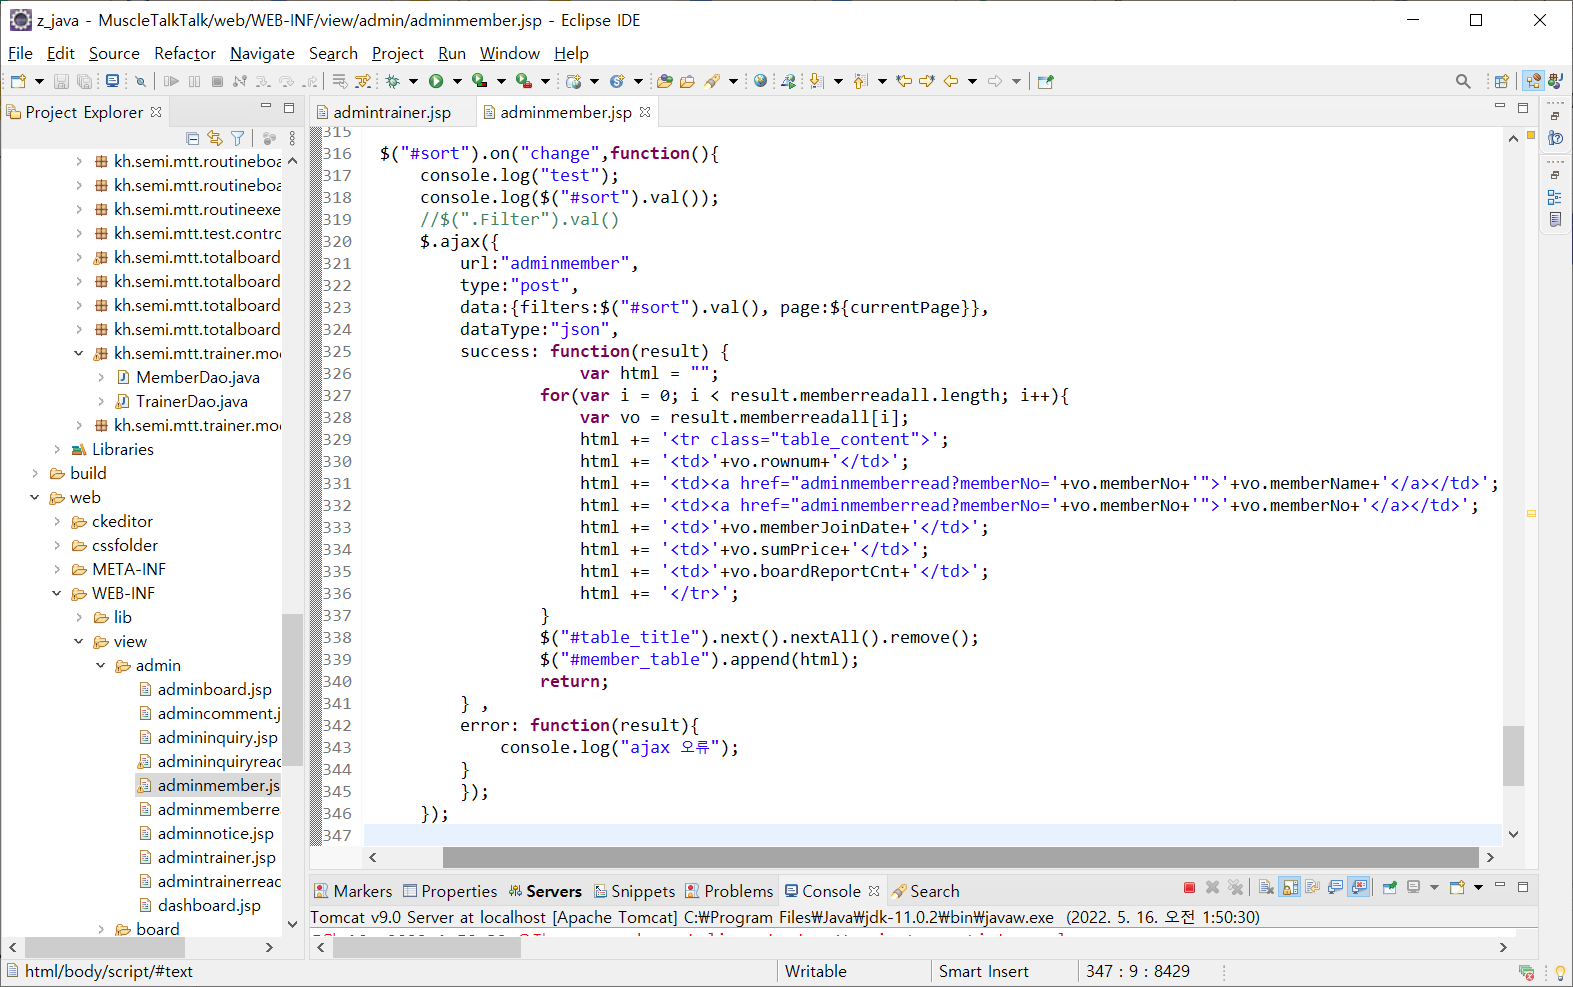 z_java - MuscleTalkTalk/web/WEB-INF/view/admin/adminmember.jsp - Eclipse IDE
File Edit Source Refactor Navigate Search Project Run Window Help
Project Explorer
kh.semi.mtt.routineboa
kh.semi.mtt.routineboa
kh.semi.mtt.routineexe
kh.semi.mtt.test.contro
kh.semi.mtt.totalboard
kh.semi.mtt.totalboard
kh.semi.mtt.totalboard
kh.semi.mtt.totalboard
kh.semi.mtt.trainer.mo
MemberDao.java
TrainerDao.java
kh.semi.mtt.trainer.mo
Libraries
build
web
ckeditor
cssfolder
META-INF
WEB-INF
lib
view
admin
adminboard.jsp
admincomment.j
admininquiry.jsp
admininquiryread
adminmember.js
adminmemberre
adminnotice.jsp
admintrainer.jsp
admintrainerread
dashboard.jsp
board
admintrainer.jsp adminmember.jsp
315
316 $("#sort").on("change",function(){
317 console.log("test");
318 console.log($("#sort").val());
319 //$(".Filter").val()
320 $.ajax({
321 url:"adminmember",
322 type:"post",
323 data:{filters:$("#sort").val(), page:${currentPage}},
324 dataType:"json",
325 success: function(result) {
326 var html = "";
327 for(var i = 0; i < result.memberreadall.length; i++){
328 var vo = result.memberreadall[i];
329 html += '<tr class="table_content">';
330 html += '<td>'+vo.rownum+'</td>';
331 html += '<td><a href="adminmemberread?memberNo='+vo.memberNo+'">'+vo.memberName+'</a></td>';
332 html += '<td><a href="adminmemberread?memberNo='+vo.memberNo+'">'+vo.memberNo+'</a></td>';
333 html += '<td>'+vo.memberJoinDate+'</td>';
334 html += '<td>'+vo.sumPrice+'</td>';
335 html += '<td>'+vo.boardReportCnt+'</td>';
336 html += '</tr>';
337 }
338 $("#table_title").next().nextAll().remove();
339 $("#member_table").append(html);
340 return;
341 } ,
342 error: function(result){
343 console.log("ajax 오류");
344 }
345 });
346 });
347
Markers Properties Servers Snippets Problems Console Search
Tomcat v9.0 Server at localhost [Apache Tomcat] C:₩Program Files₩Java₩jdk-11.0.2₩bin₩javaw.exe (2022. 5. 16. 오전 1:50:30)
html/body/script/#text Writable Smart Insert 347 : 9 : 8429